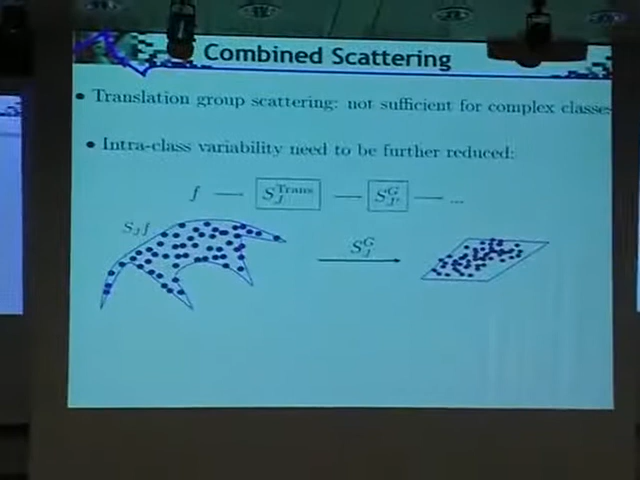 Combined Scattering
• Translation group scattering: not sufficient for complex classes
• Intra-class variability need to be further reduced:
f — S_J^Trans — S_J'^G — ...
S_J f
S_J^G